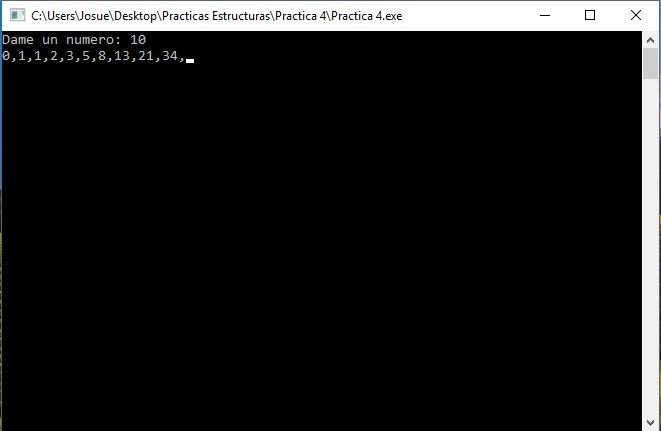 C:\Users\Josue\Desktop\Practicas Estructuras\Practica 4\Practica 4.exe
Dame un numero: 10
0,1,1,2,3,5,8,13,21,34,